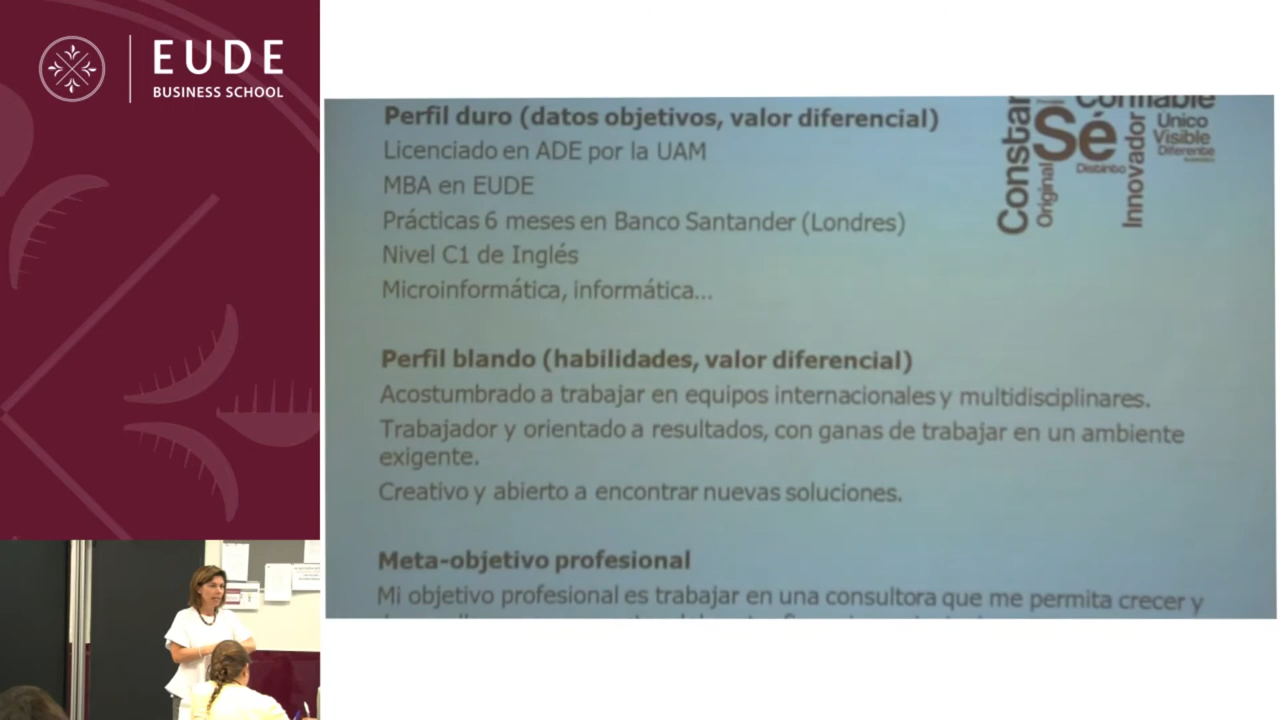 EUDE
BUSINESS SCHOOL
Perfil duro (datos objetivos, valor diferencial)
Licenciado en ADE por la UAM
MBA en EUDE
Prácticas 6 meses en Banco Santander (Londres)
Nivel C1 de Inglés
Microinformática, informática...
Confiable
Sé
Único
Visible
Diferente
Distinto
Original
Innovador
Perfil blando (habilidades, valor diferencial)
Acostumbrado a trabajar en equipos internacionales y multidisciplinares.
Trabajador y orientado a resultados, con ganas de trabajar en un ambiente
exigente.
Creativo y abierto a encontrar nuevas soluciones.
Meta-objetivo profesional
Mi objetivo profesional es trabajar en una consultora que me permita crecer y